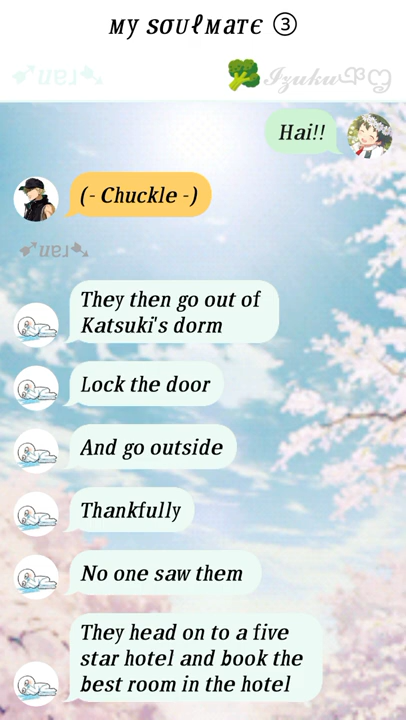 my soulmate ③
Izuku
Hai!!
(- Chuckle -)
They then go out of
Katsuki's dorm
Lock the door
And go outside
Thankfully
No one saw them
They head on to a five
star hotel and book the
best room in the hotel